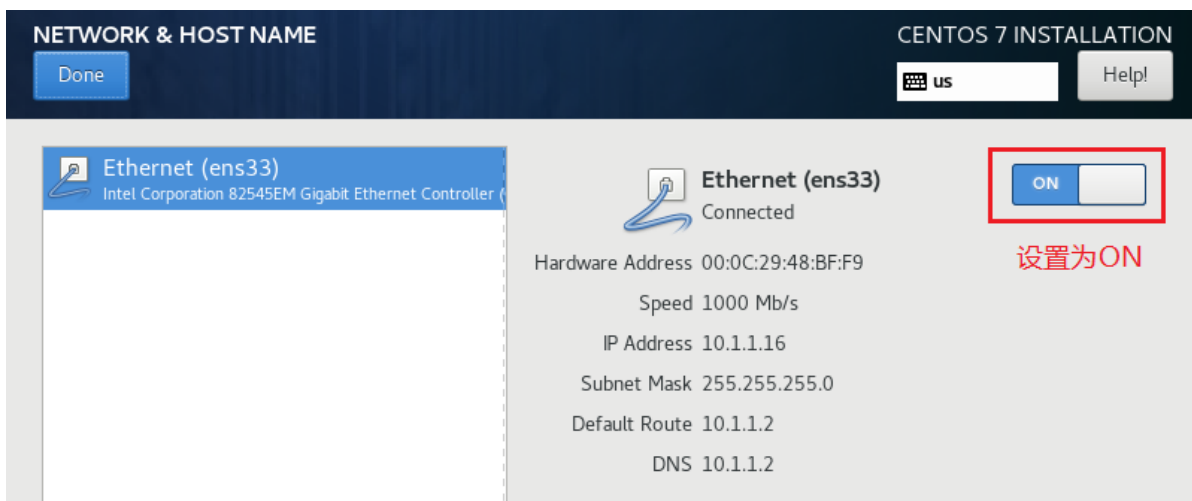 NETWORK & HOST NAME
CENTOS 7 INSTALLATION
Done
us
Help!
Ethernet (ens33)
Intel Corporation 82545EM Gigabit Ethernet Controller (
Ethernet (ens33)
Connected
ON
设置为ON
Hardware Address 00:0C:29:48:BF:F9
Speed 1000 Mb/s
IP Address 10.1.1.16
Subnet Mask 255.255.255.0
Default Route 10.1.1.2
DNS 10.1.1.2